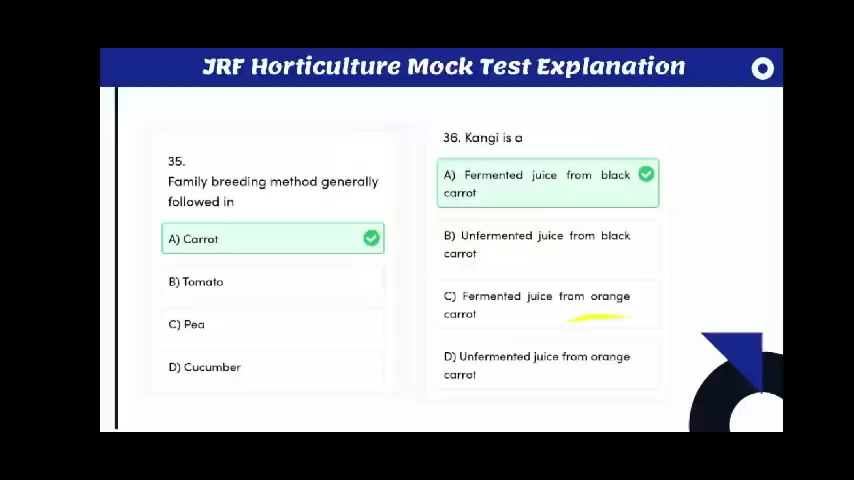 JRF Horticulture Mock Test Explanation
35.
Family breeding method generally
followed in
A) Carrot
B) Tomato
C) Pea
D) Cucumber
36. Kangi is a
A) Fermented juice from black
carrot
B) Unfermented juice from black
carrot
C) Fermented juice from orange
carrot
D) Unfermented juice from orange
carrot